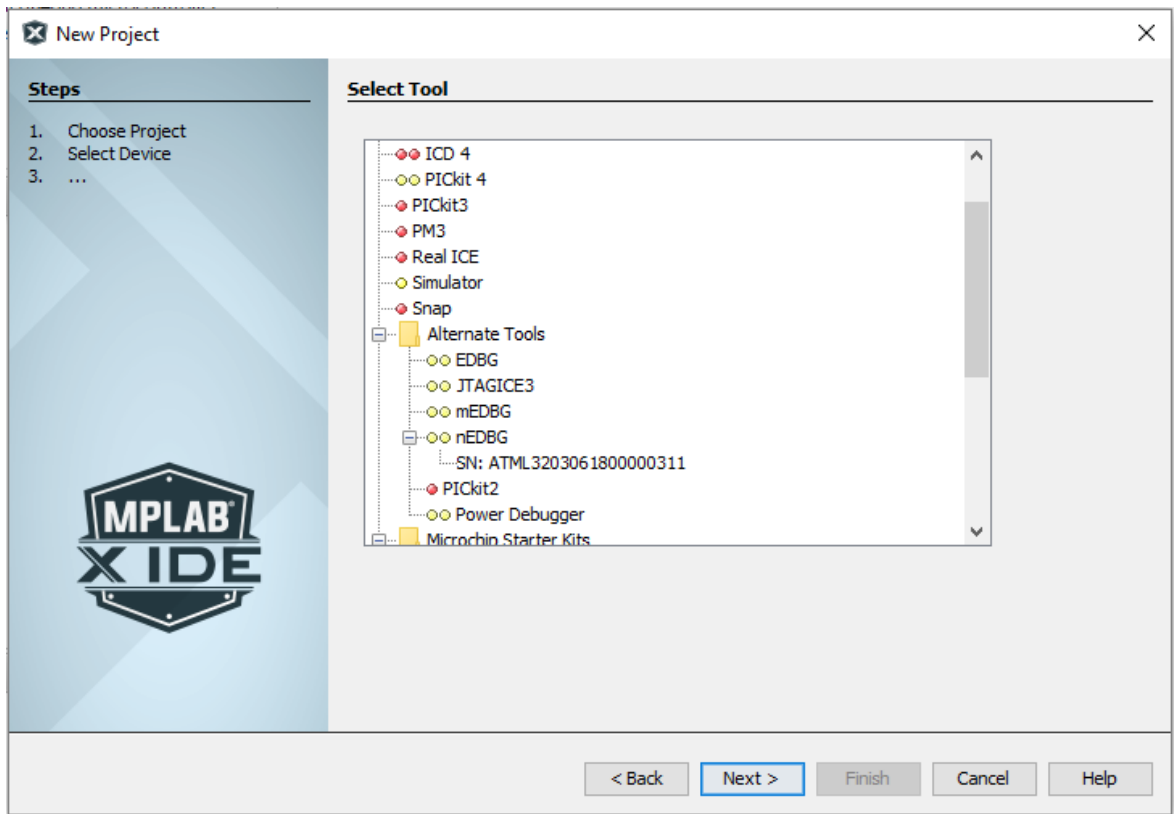 New Project
Steps
1. Choose Project
2. Select Device
3. ...
MPLAB®
X IDE
Select Tool
ICD 4
PICkit 4
PICkit3
PM3
Real ICE
Simulator
Snap
Alternate Tools
EDBG
JTAGICE3
mEDBG
nEDBG
SN: ATML3203061800000311
PICkit2
Power Debugger
Microchip Starter Kits
< Back Next > Finish Cancel Help